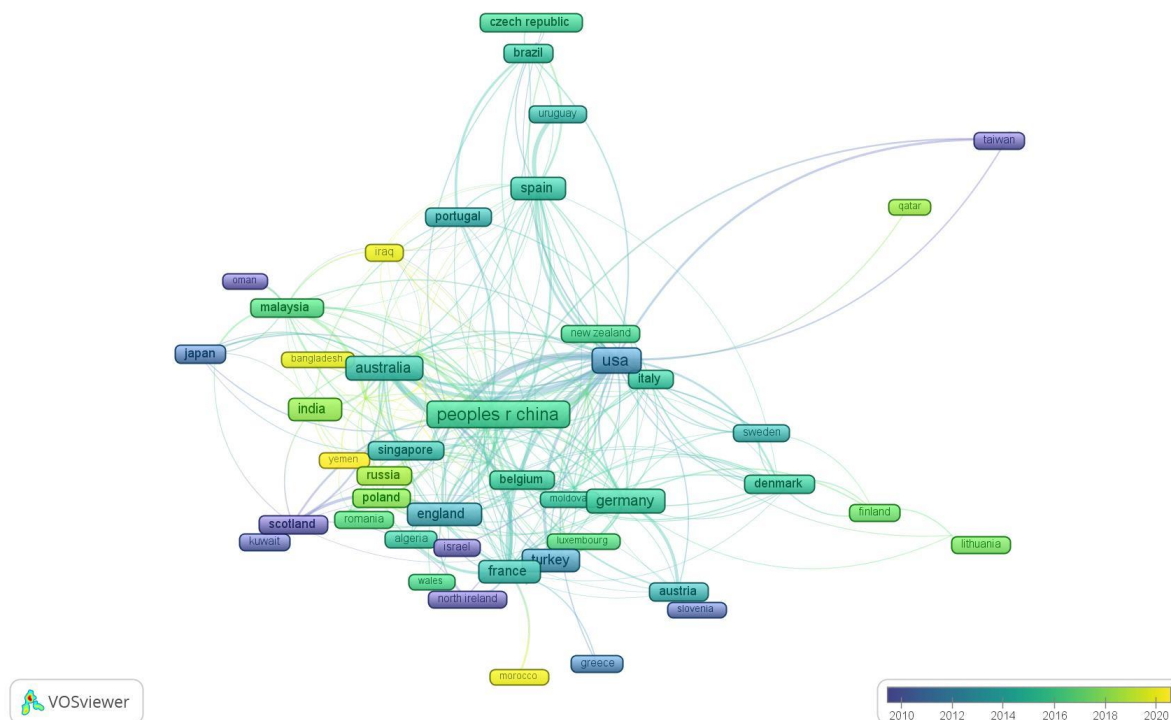 czech republic
brazil
uruguay
taiwan
spain
qatar
portugal
iraq
oman
malaysia
new zealand
japan
bangladesh
usa
australia
italy
india
peoples r china
sweden
singapore
yemen
russia
belgium
denmark
poland
moldova
germany
england
finland
scotland
romania
kuwait
algeria
israel
luxembourg
lithuania
turkey
france
wales
austria
north ireland
slovenia
greece
morocco
VOSviewer
2010 2012 2014 2016 2018 2020